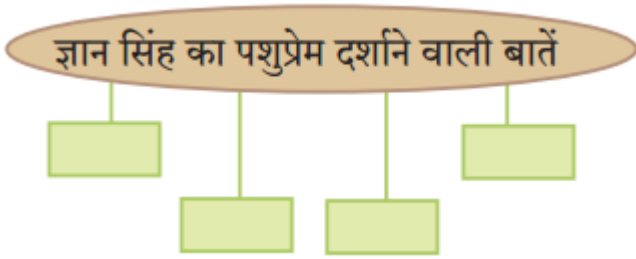 ज्ञान सिंह का पशुप्रेम दर्शाने वाली बातें